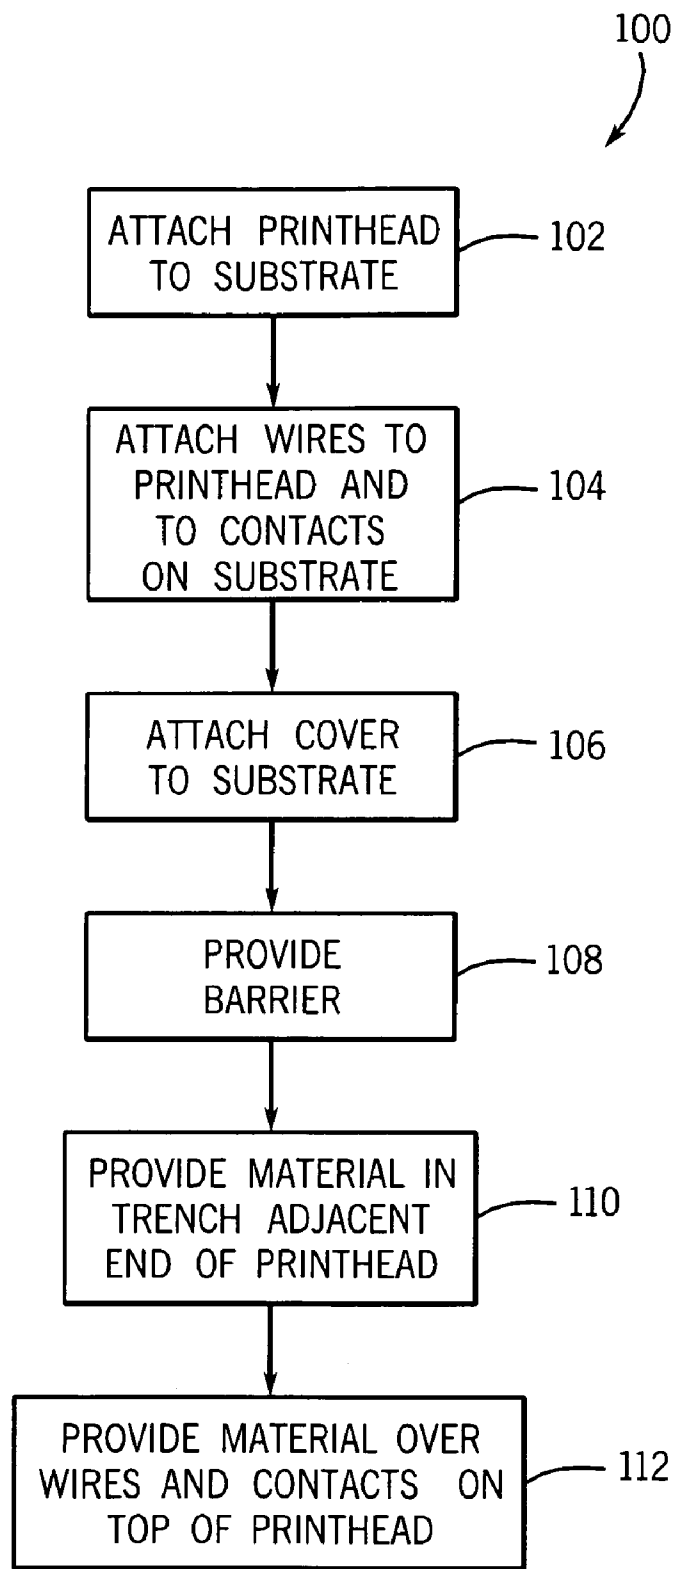 100
ATTACH PRINTHEAD
TO SUBSTRATE
102
ATTACH WIRES TO
PRINTHEAD AND
TO CONTACTS
ON SUBSTRATE
104
ATTACH COVER
TO SUBSTRATE
106
PROVIDE
BARRIER
108
PROVIDE MATERIAL IN
TRENCH ADJACENT
END OF PRINTHEAD
110
PROVIDE MATERIAL OVER
WIRES AND CONTACTS ON
TOP OF PRINTHEAD
112